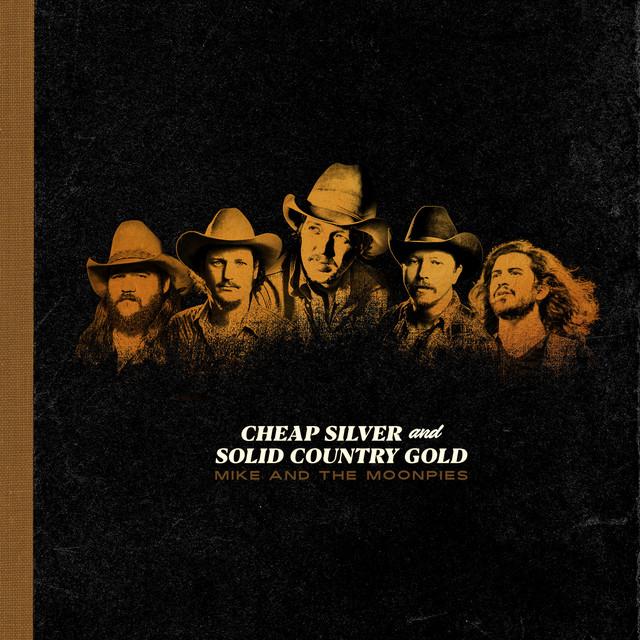 CHEAP SILVER and
SOLID COUNTRY GOLD
MIKE AND THE MOONPIES